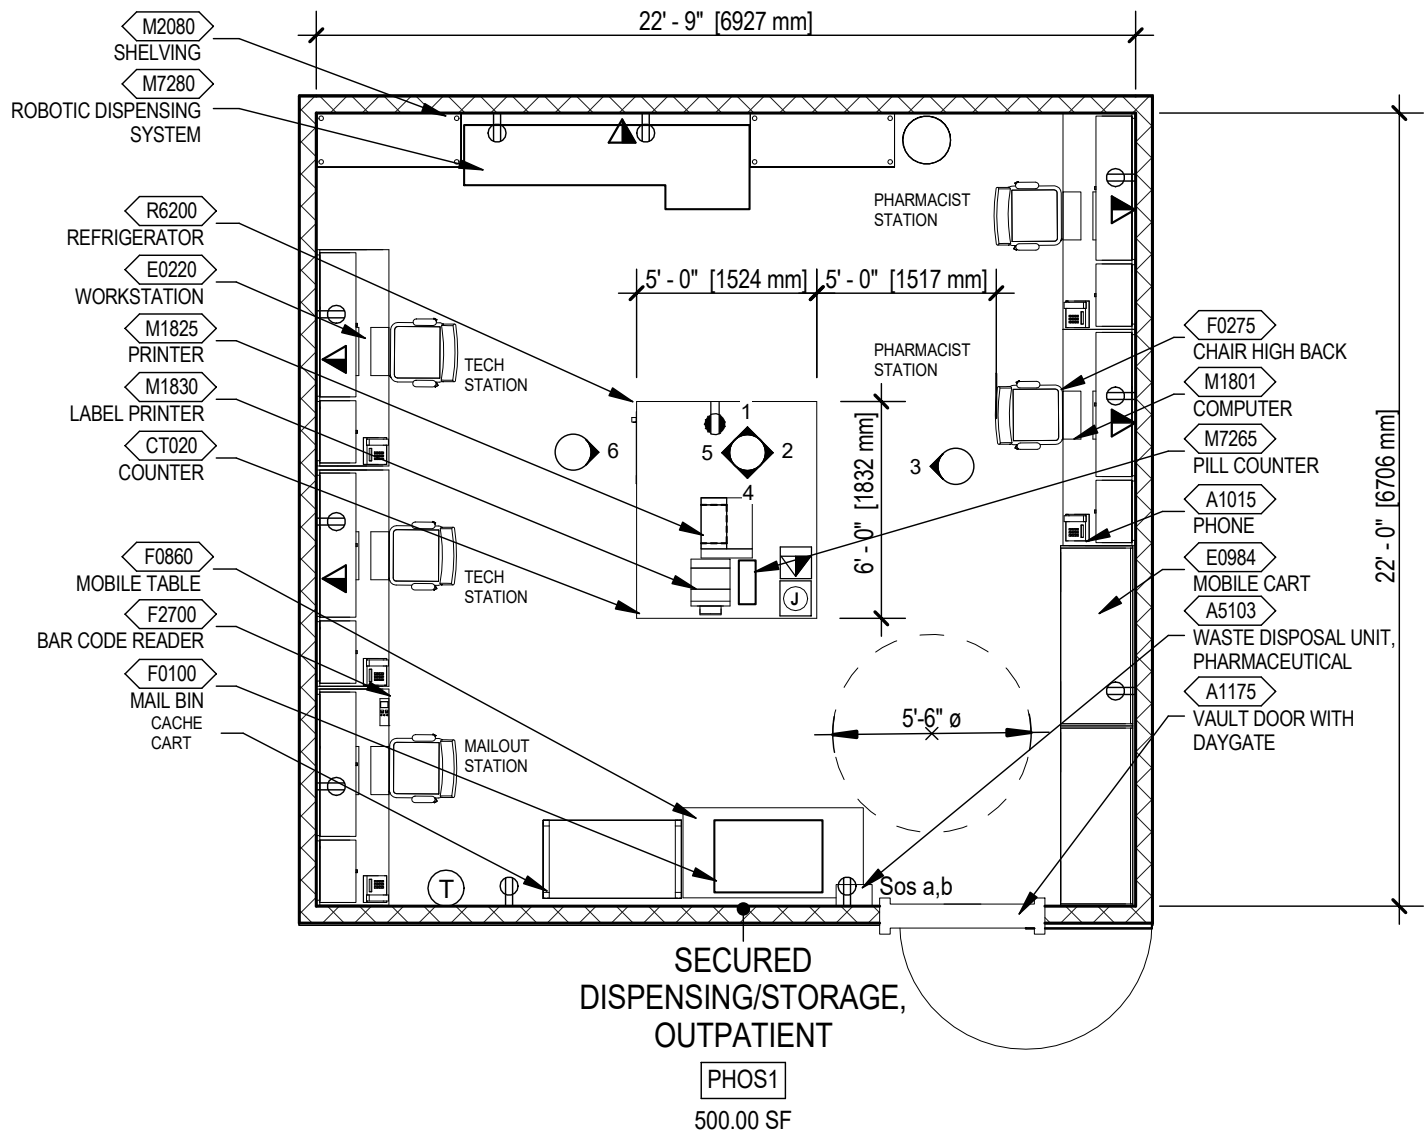 22' - 9" [6927 mm]
M2080
SHELVING
M7280
ROBOTIC DISPENSING
SYSTEM
R6200
REFRIGERATOR
E0220
WORKSTATION
M1825
PRINTER
M1830
LABEL PRINTER
CT020
COUNTER
F0860
MOBILE TABLE
F2700
BAR CODE READER
F0100
MAIL BIN
CACHE
CART
PHARMACIST
STATION
5' - 0" [1524 mm]
5' - 0" [1517 mm]
TECH
STATION
PHARMACIST
STATION
1
5
2
4
6
3
6' - 0" [1832 mm]
J
TECH
STATION
MAILOUT
STATION
5'-6" ø
T
Sos a,b
F0275
CHAIR HIGH BACK
M1801
COMPUTER
M7265
PILL COUNTER
A1015
PHONE
E0984
MOBILE CART
A5103
WASTE DISPOSAL UNIT,
PHARMACEUTICAL
A1175
VAULT DOOR WITH
DAYGATE
22' - 0" [6706 mm]
SECURED
DISPENSING/STORAGE,
OUTPATIENT
PHOS1
500.00 SF